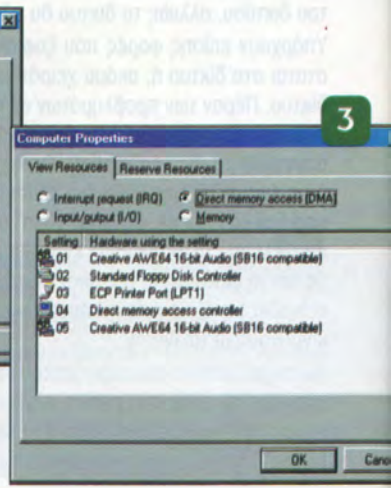 3
Computer Properties
View Resources Reserve Resources
Interrupt request (IRQ) Direct memory access (DMA)
Input/output (I/O) Memory
Setting Hardware using the setting
01 Creative AWE64 16-bit Audio (SB16 compatible)
02 Standard Floppy Disk Controller
03 ECP Printer Port (LPT1)
04 Direct memory access controller
05 Creative AWE64 16-bit Audio (SB16 compatible)
OK